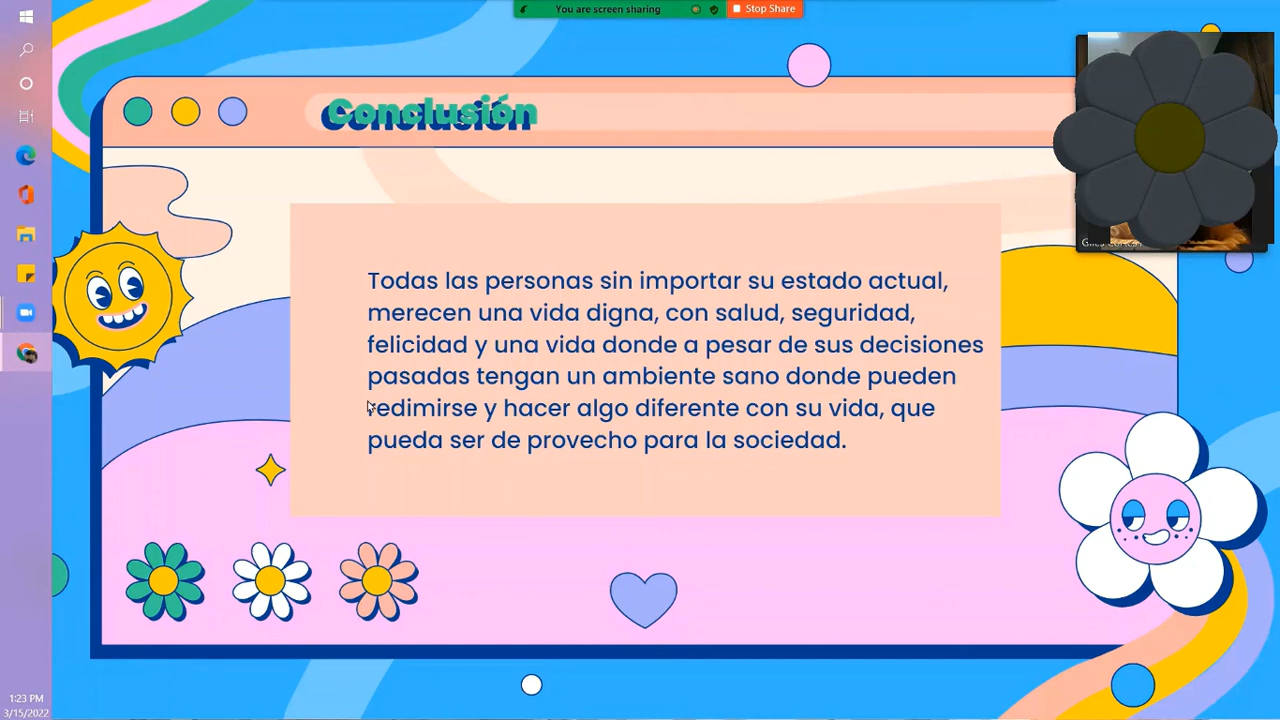 You are screen sharing
Stop Share
Conclusión
Todas las personas sin importar su estado actual,
merecen una vida digna, con salud, seguridad,
felicidad y una vida donde a pesar de sus decisiones
pasadas tengan un ambiente sano donde pueden
redimirse y hacer algo diferente con su vida, que
pueda ser de provecho para la sociedad.
1:23 PM
3/15/2022